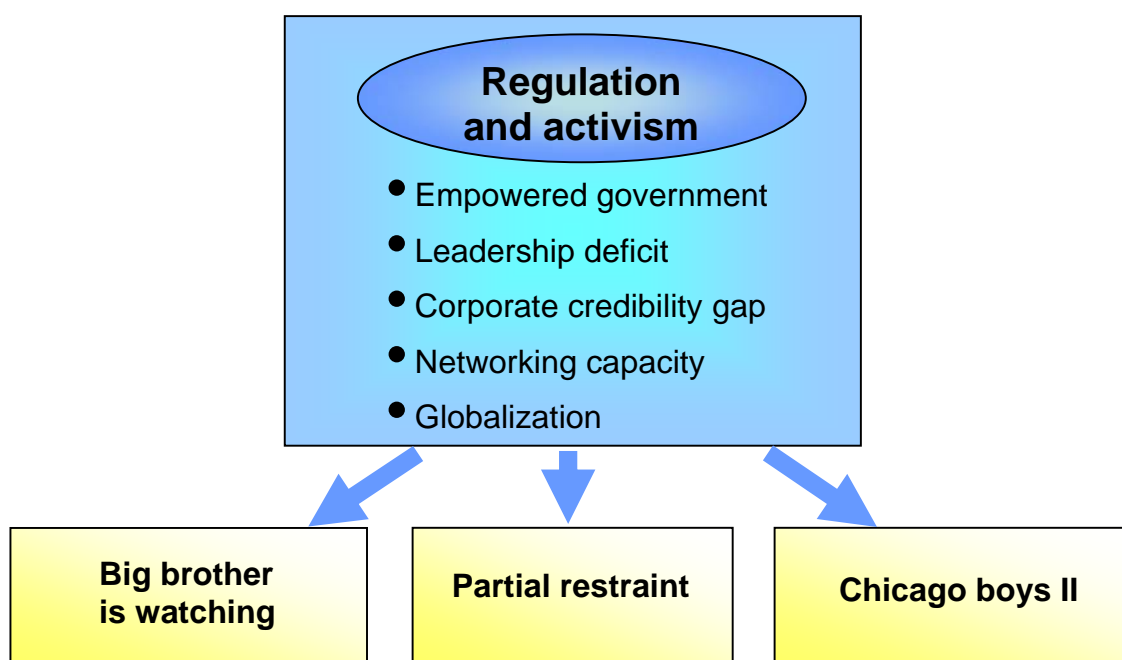 Regulation
and activism
• Empowered government
• Leadership deficit
• Corporate credibility gap
• Networking capacity
• Globalization
Big brother
is watching
Partial restraint
Chicago boys II